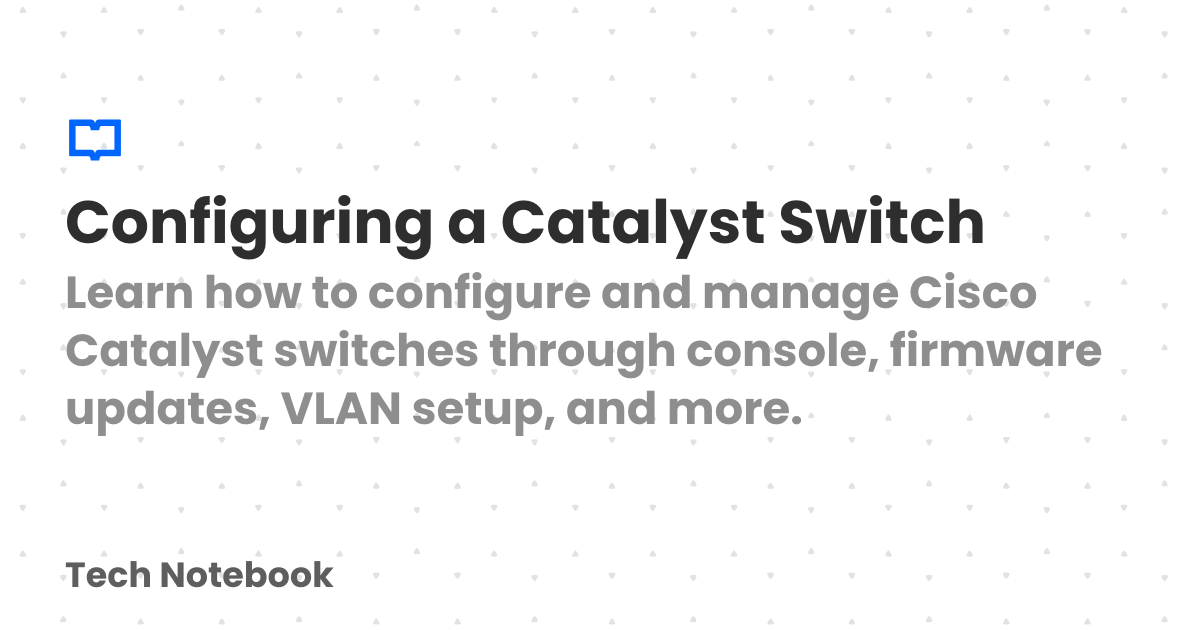 Configuring a Catalyst Switch
Learn how to configure and manage Cisco
Catalyst switches through console, firmware
updates, VLAN setup, and more.
Tech Notebook